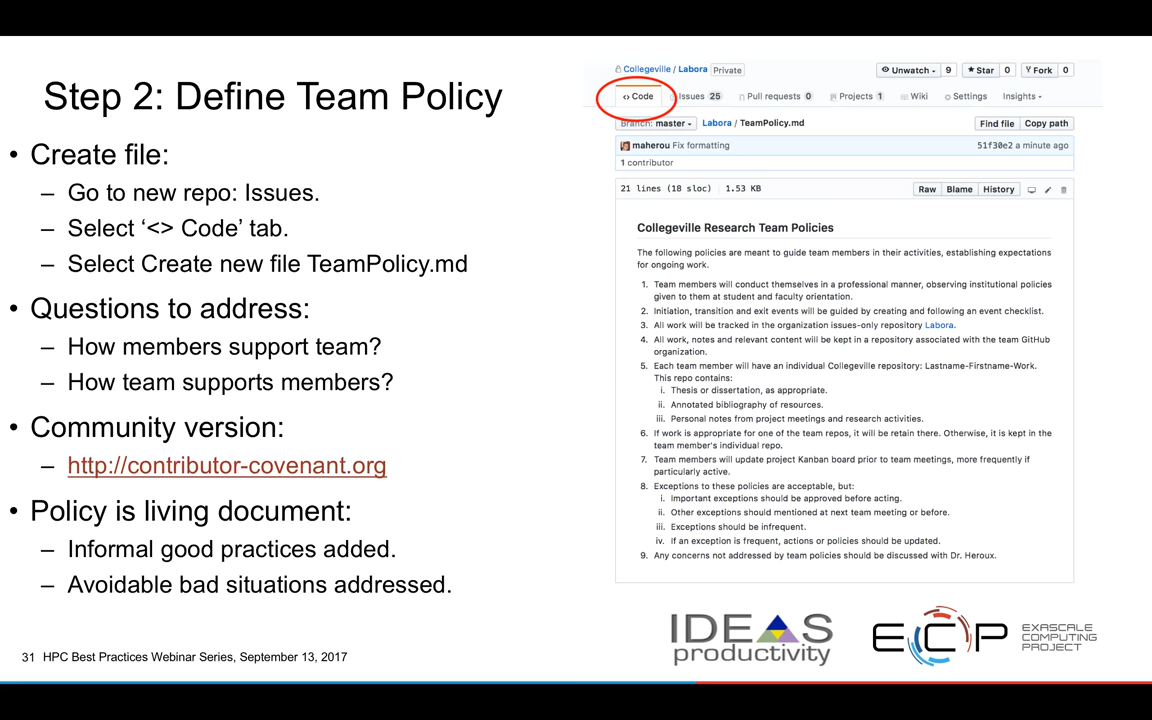 Step 2: Define Team Policy
• Create file:
– Go to new repo: Issues.
– Select ‘<> Code’ tab.
– Select Create new file TeamPolicy.md
• Questions to address:
– How members support team?
– How team supports members?
• Community version:
– http://contributor-covenant.org
• Policy is living document:
– Informal good practices added.
– Avoidable bad situations addressed.
Collegeville / Labora Private
Unwatch 9 Star 0 Fork 0
<> Code Issues 25 Pull requests 0 Projects 1 Wiki Settings Insights
Branch: master Labora / TeamPolicy.md Find file Copy path
maherou Fix formatting 51f30e2 a minute ago
1 contributor
21 lines (18 sloc) 1.53 KB Raw Blame History
Collegeville Research Team Policies
The following policies are meant to guide team members in their activities, establishing expectations
for ongoing work.
1. Team members will conduct themselves in a professional manner, observing institutional policies
given to them at student and faculty orientation.
2. Initiation, transition and exit events will be guided by creating and following an event checklist.
3. All work will be tracked in the organization issues-only repository Labora.
4. All work, notes and relevant content will be kept in a repository associated with the team GitHub
organization.
5. Each team member will have an individual Collegeville repository: Lastname-Firstname-Work.
This repo contains:
i. Thesis or dissertation, as appropriate.
ii. Annotated bibliography of resources.
iii. Personal notes from project meetings and research activities.
6. If work is appropriate for one of the team repos, it will be retain there. Otherwise, it is kept in the
team member's individual repo.
7. Team members will update project Kanban board prior to team meetings, more frequently if
particularly active.
8. Exceptions to these policies are acceptable, but:
i. Important exceptions should be approved before acting.
ii. Other exceptions should mentioned at next team meeting or before.
iii. Exceptions should be infrequent.
iv. If an exception is frequent, actions or policies should be updated.
9. Any concerns not addressed by team policies should be discussed with Dr. Heroux.
31 HPC Best Practices Webinar Series, September 13, 2017
IDEAS
productivity
ECP
EXASCALE
COMPUTING
PROJECT